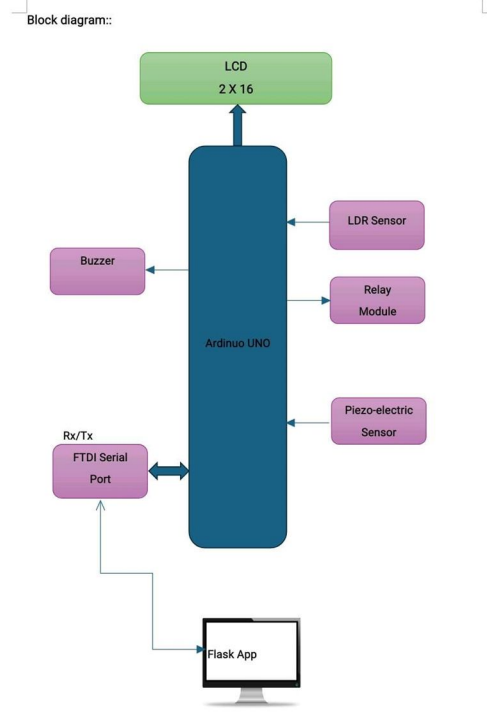 Block diagram::
LCD
2 X 16
LDR Sensor
Buzzer
Relay
Module
Ardinuo UNO
Piezo-electric
Sensor
Rx/Tx
FTDI Serial
Port
Flask App